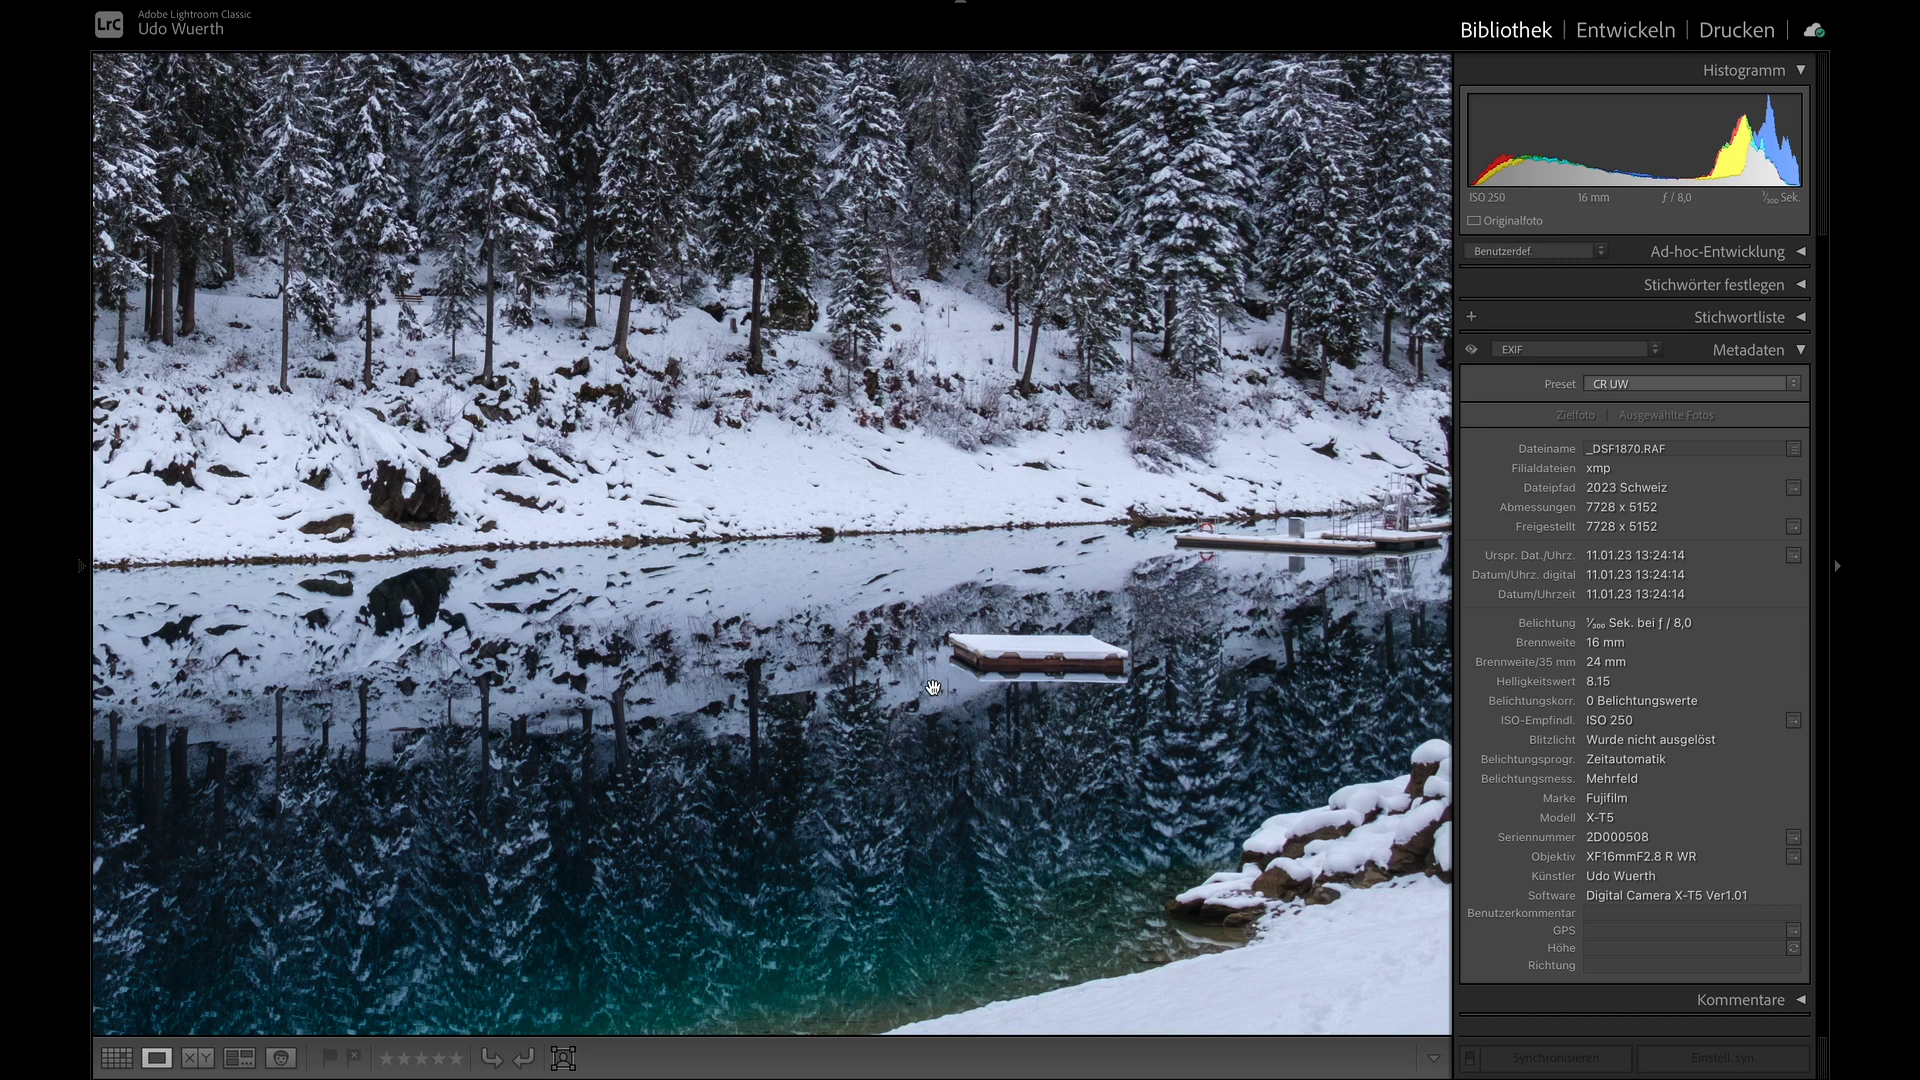 LrC
Adobe Lightroom Classic
Udo Wuerth
Bibliothek | Entwickeln | Drucken |
Histogramm
ISO 250 16 mm ƒ / 8,0 1/300 Sek.
Originalfoto
Benutzerdef. Ad-hoc-Entwicklung
Stichwörter festlegen
+ Stichwortliste
EXIF Metadaten
Preset CR UW
Zielfoto | Ausgewählte Fotos
Dateiname _DSF1870.RAF
Filialdateien xmp
Dateipfad 2023 Schweiz
Abmessungen 7728 x 5152
Freigestellt 7728 x 5152
Urspr. Dat./Uhrz. 11.01.23 13:24:14
Datum/Uhrz. digital 11.01.23 13:24:14
Datum/Uhrzeit 11.01.23 13:24:14
Belichtung 1/300 Sek. bei ƒ / 8,0
Brennweite 16 mm
Brennweite/35 mm 24 mm
Helligkeitswert 8.15
Belichtungskorr. 0 Belichtungswerte
ISO-Empfindl. ISO 250
Blitzlicht Wurde nicht ausgelöst
Belichtungsprogr. Zeitautomatik
Belichtungsmess. Mehrfeld
Marke Fujifilm
Modell X-T5
Seriennummer 2D000508
Objektiv XF16mmF2.8 R WR
Künstler Udo Wuerth
Software Digital Camera X-T5 Ver1.01
Benutzerkommentar
GPS
Höhe
Richtung
Kommentare
X Y
Synchronisieren Einstell. syn.